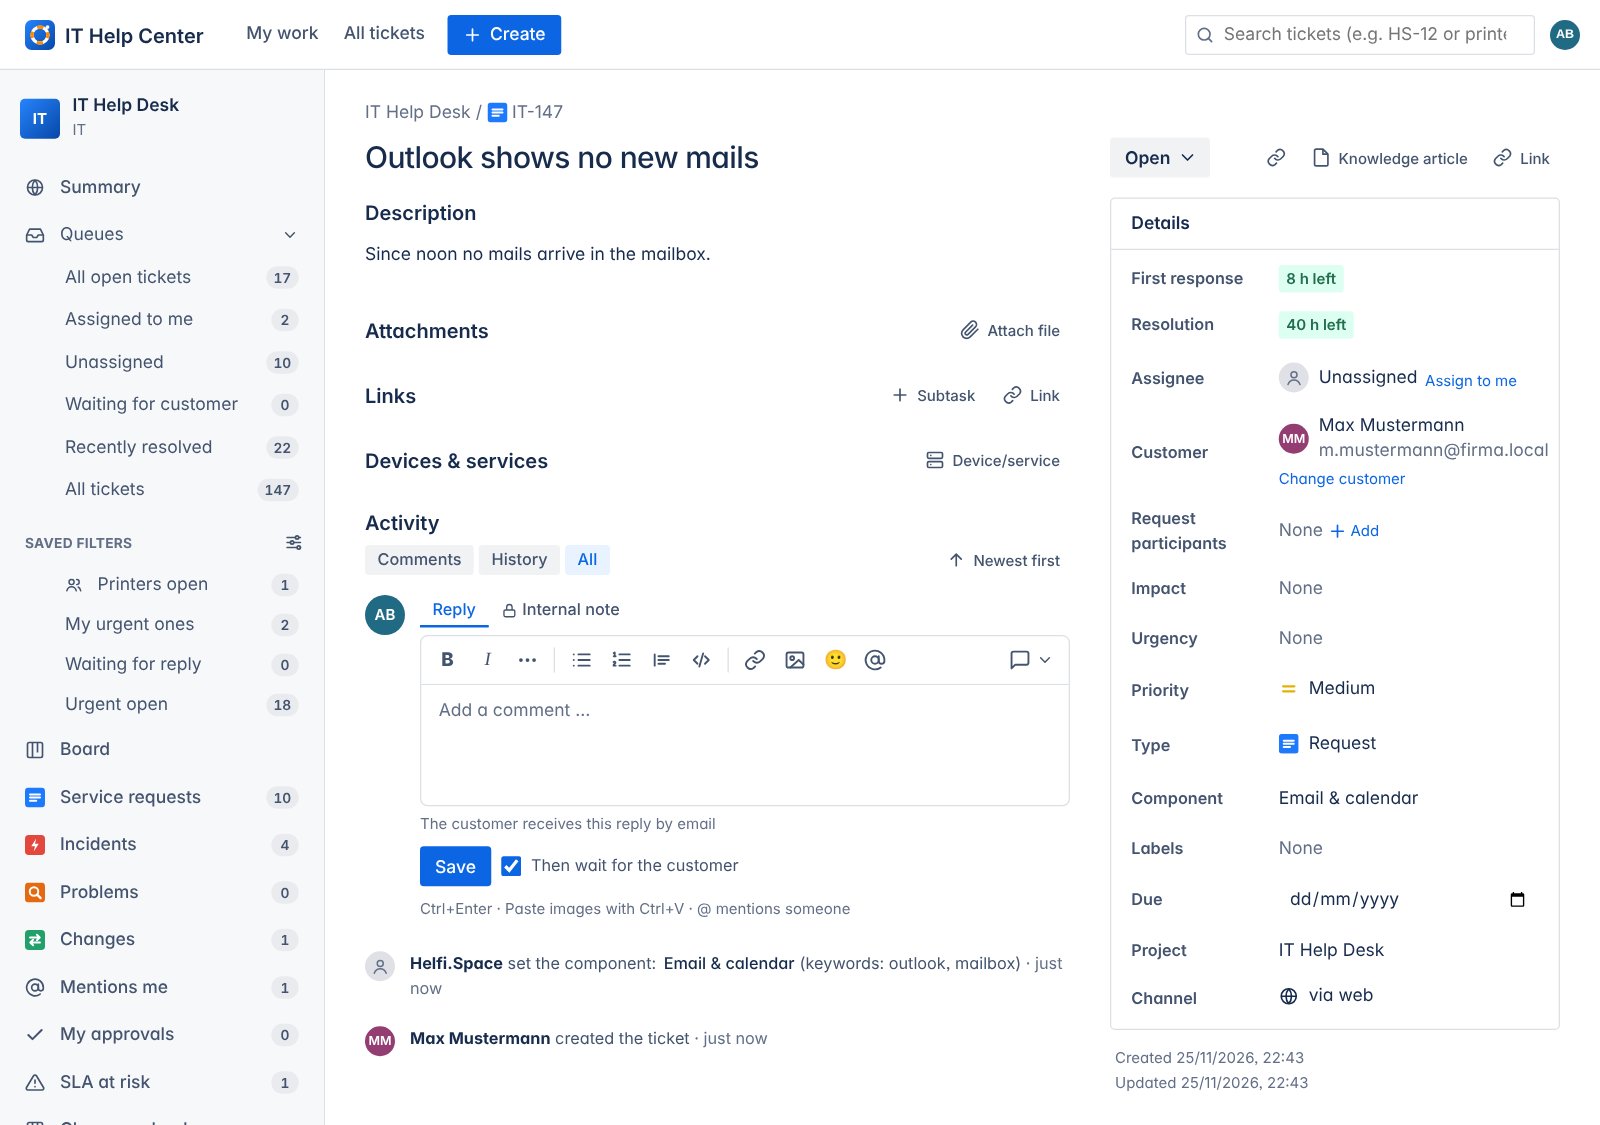 IT Help Center
My work
All tickets
Create
Search tickets (e.g. HS-12 or printe
AB
IT
IT Help Desk
IT
Summary
Queues
All open tickets 17
Assigned to me 2
Unassigned 10
Waiting for customer 0
Recently resolved 22
All tickets 147
SAVED FILTERS
Printers open 1
My urgent ones 2
Waiting for reply 0
Urgent open 18
Board
Service requests 10
Incidents 4
Problems 0
Changes 1
Mentions me 1
My approvals 0
SLA at risk 1
IT Help Desk / IT-147
Outlook shows no new mails
Description
Since noon no mails arrive in the mailbox.
Attachments
Attach file
Links
Subtask
Link
Devices & services
Device/service
Activity
Comments
History
All
Newest first
AB
Reply
Internal note
B I
Add a comment ...
The customer receives this reply by email
Save
Then wait for the customer
Ctrl+Enter · Paste images with Ctrl+V · @ mentions someone
Helfi.Space set the component: Email & calendar (keywords: outlook, mailbox) · just
now
MM
Max Mustermann created the ticket · just now
Open
Knowledge article
Link
Details
First response 8 h left
Resolution 40 h left
Assignee Unassigned Assign to me
Customer
MM
Max Mustermann
m.mustermann@firma.local
Change customer
Request
participants
None + Add
Impact None
Urgency None
Priority Medium
Type Request
Component Email & calendar
Labels None
Due dd/mm/yyyy
Project IT Help Desk
Channel via web
Created 25/11/2026, 22:43
Updated 25/11/2026, 22:43